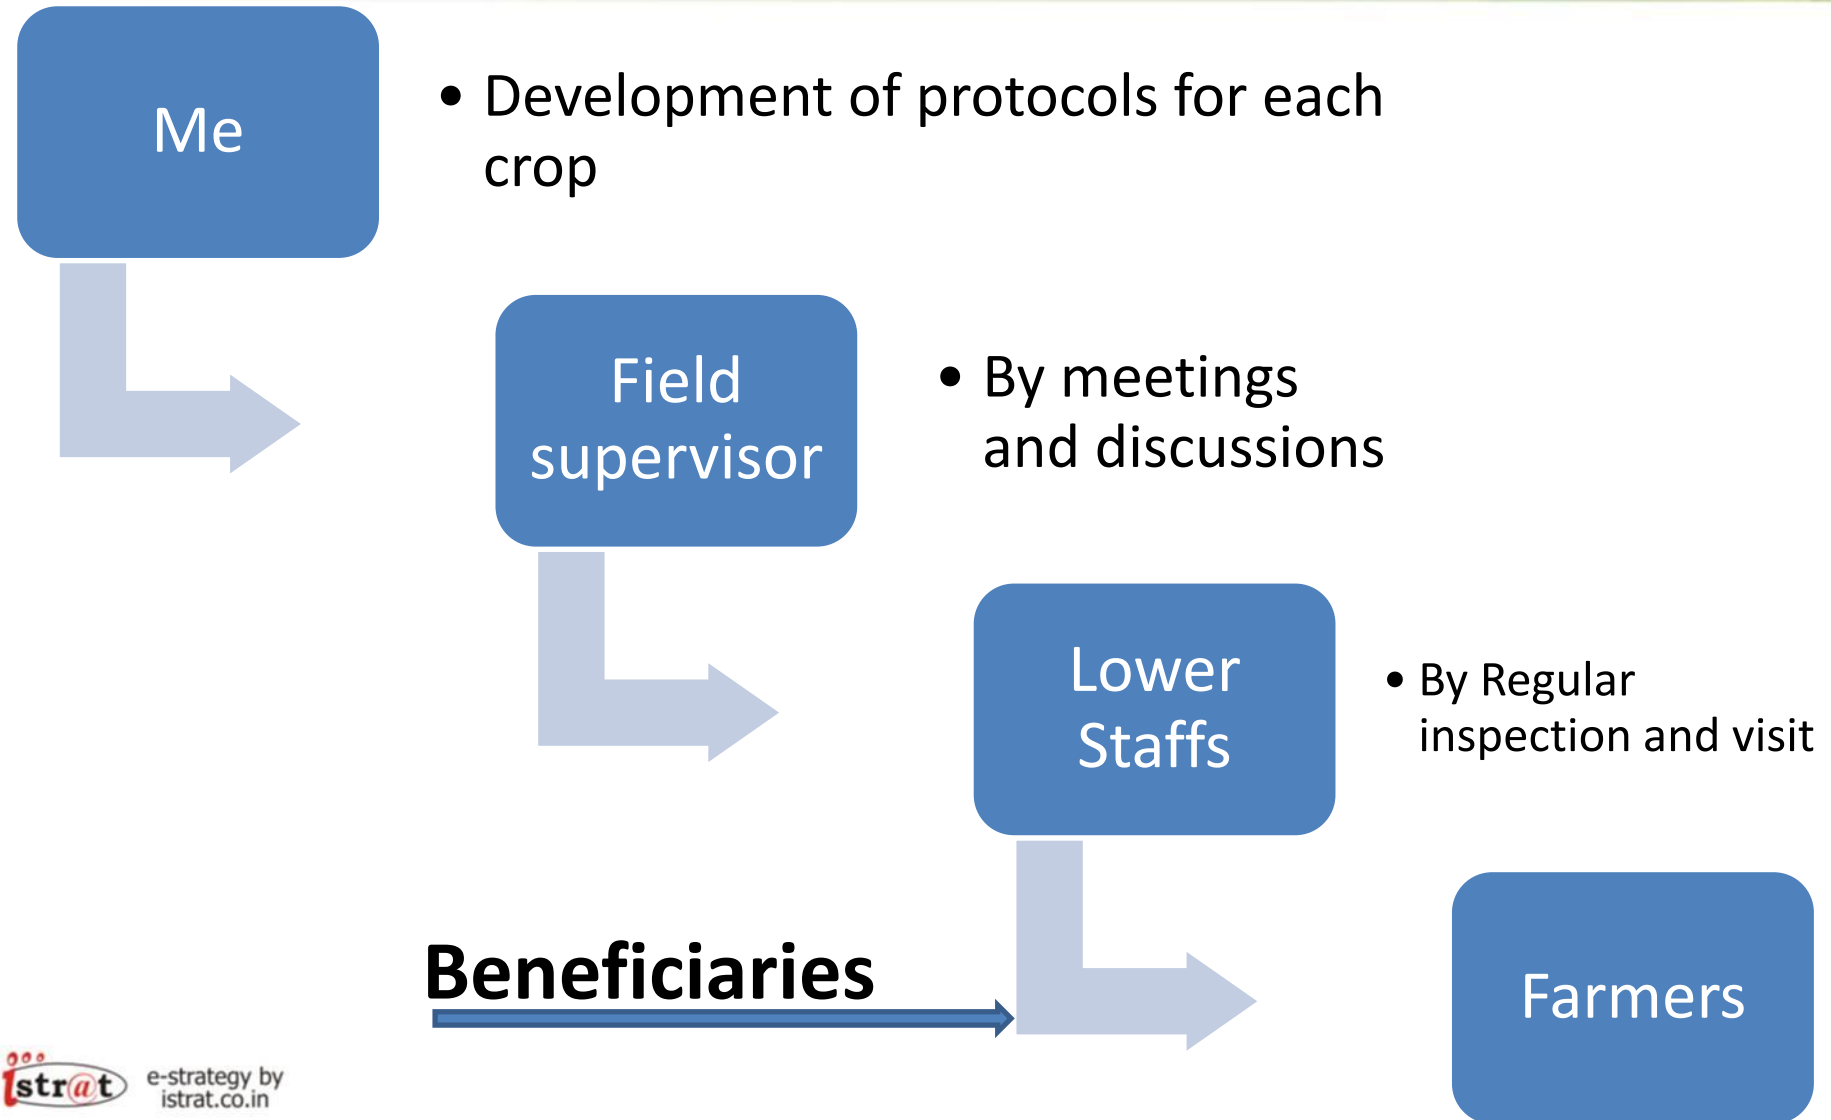 Me
• Development of protocols for each
crop
Field
supervisor
• By meetings
and discussions
Lower
Staffs
• By Regular
inspection and visit
Beneficiaries
Farmers
istr@t
e-strategy by
istrat.co.in